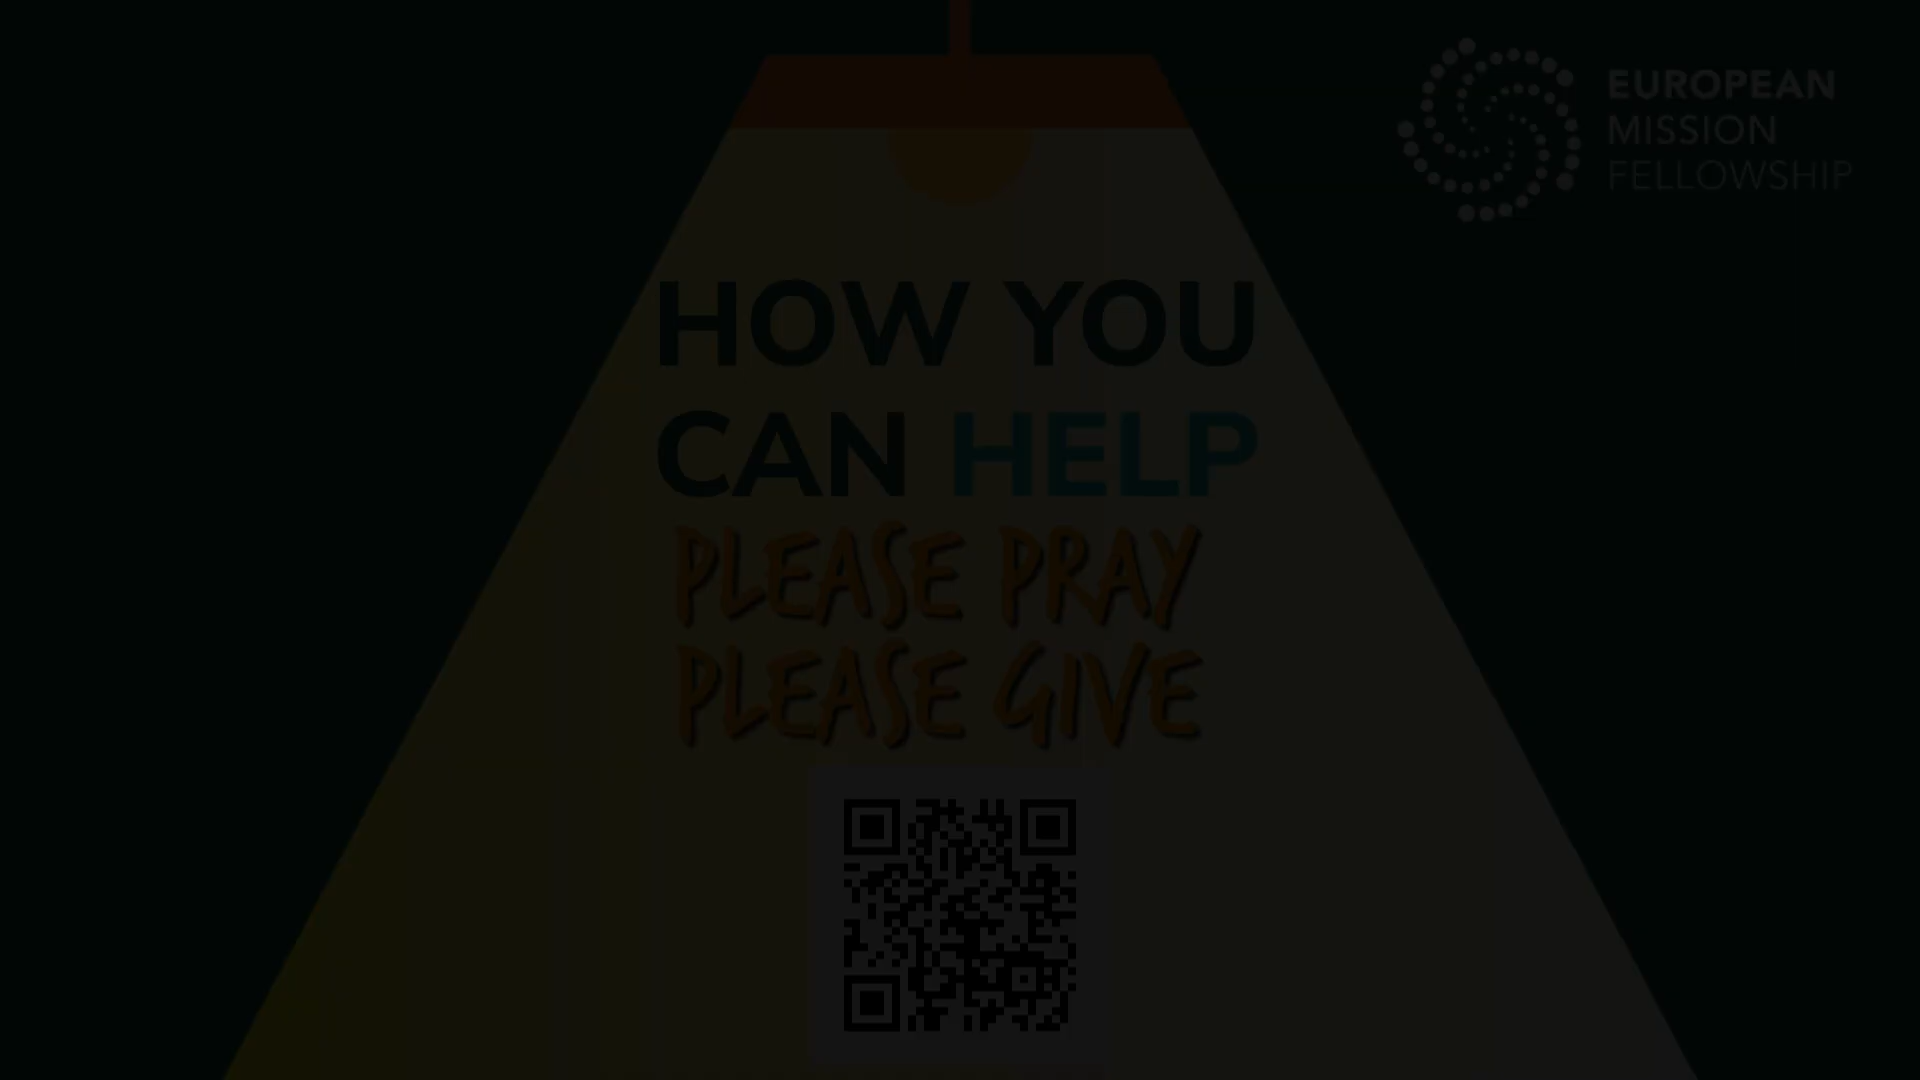 EUROPEAN
MISSION
FELLOWSHIP
HOW YOU
CAN HELP
PLEASE PRAY
PLEASE GIVE